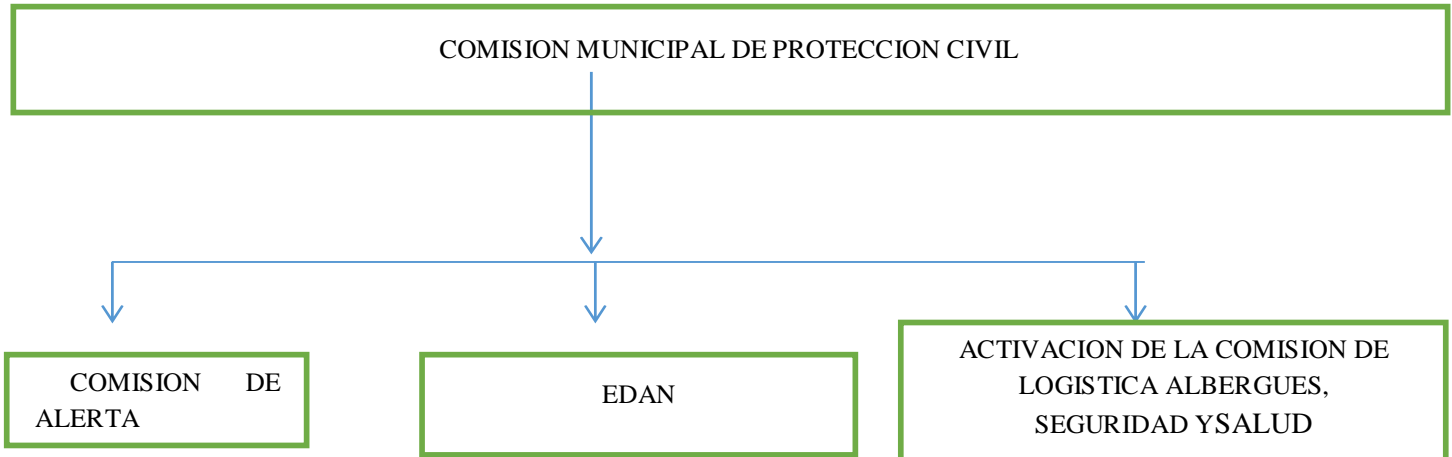 COMISION MUNICIPAL DE PROTECCION CIVIL
COMISION DE
ALERTA
EDAN
ACTIVACION DE LA COMISION DE
LOGISTICA ALBERGUES,
SEGURIDAD YSALUD